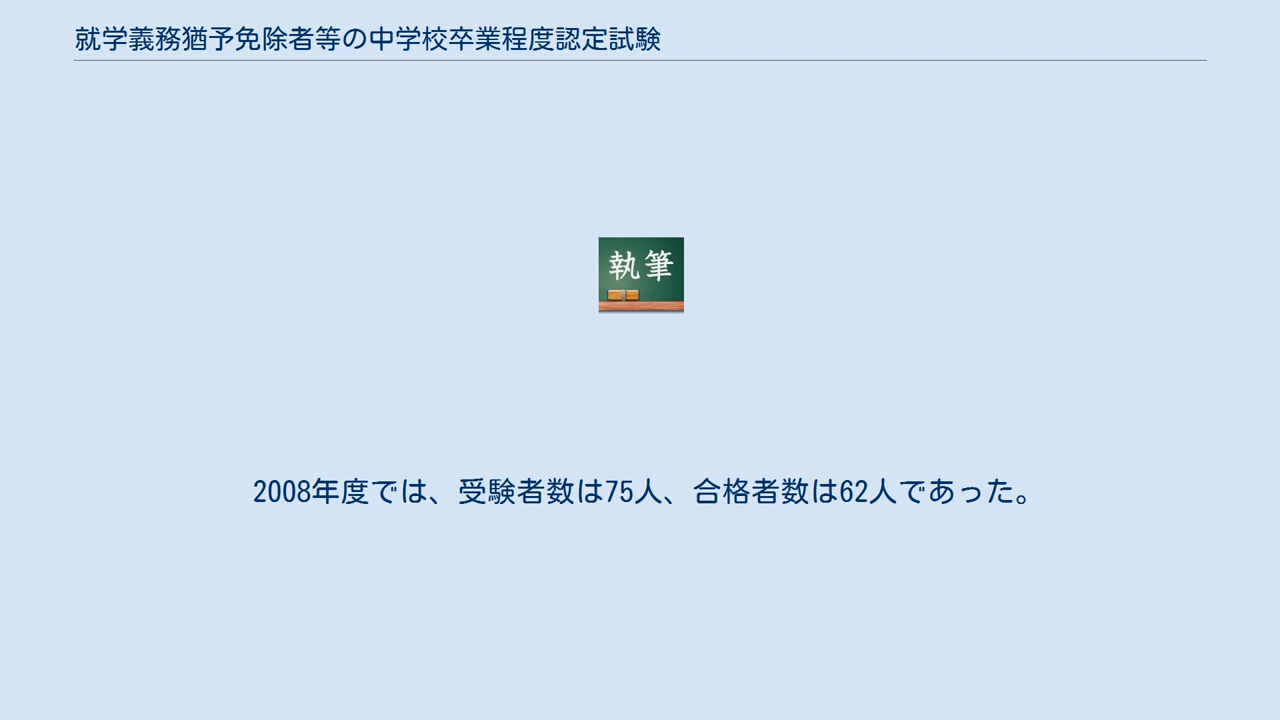 就学義務猶予免除者等の中学校卒業程度認定試験
執筆
2008年度では、受験者数は75人、合格者数は62人であった。